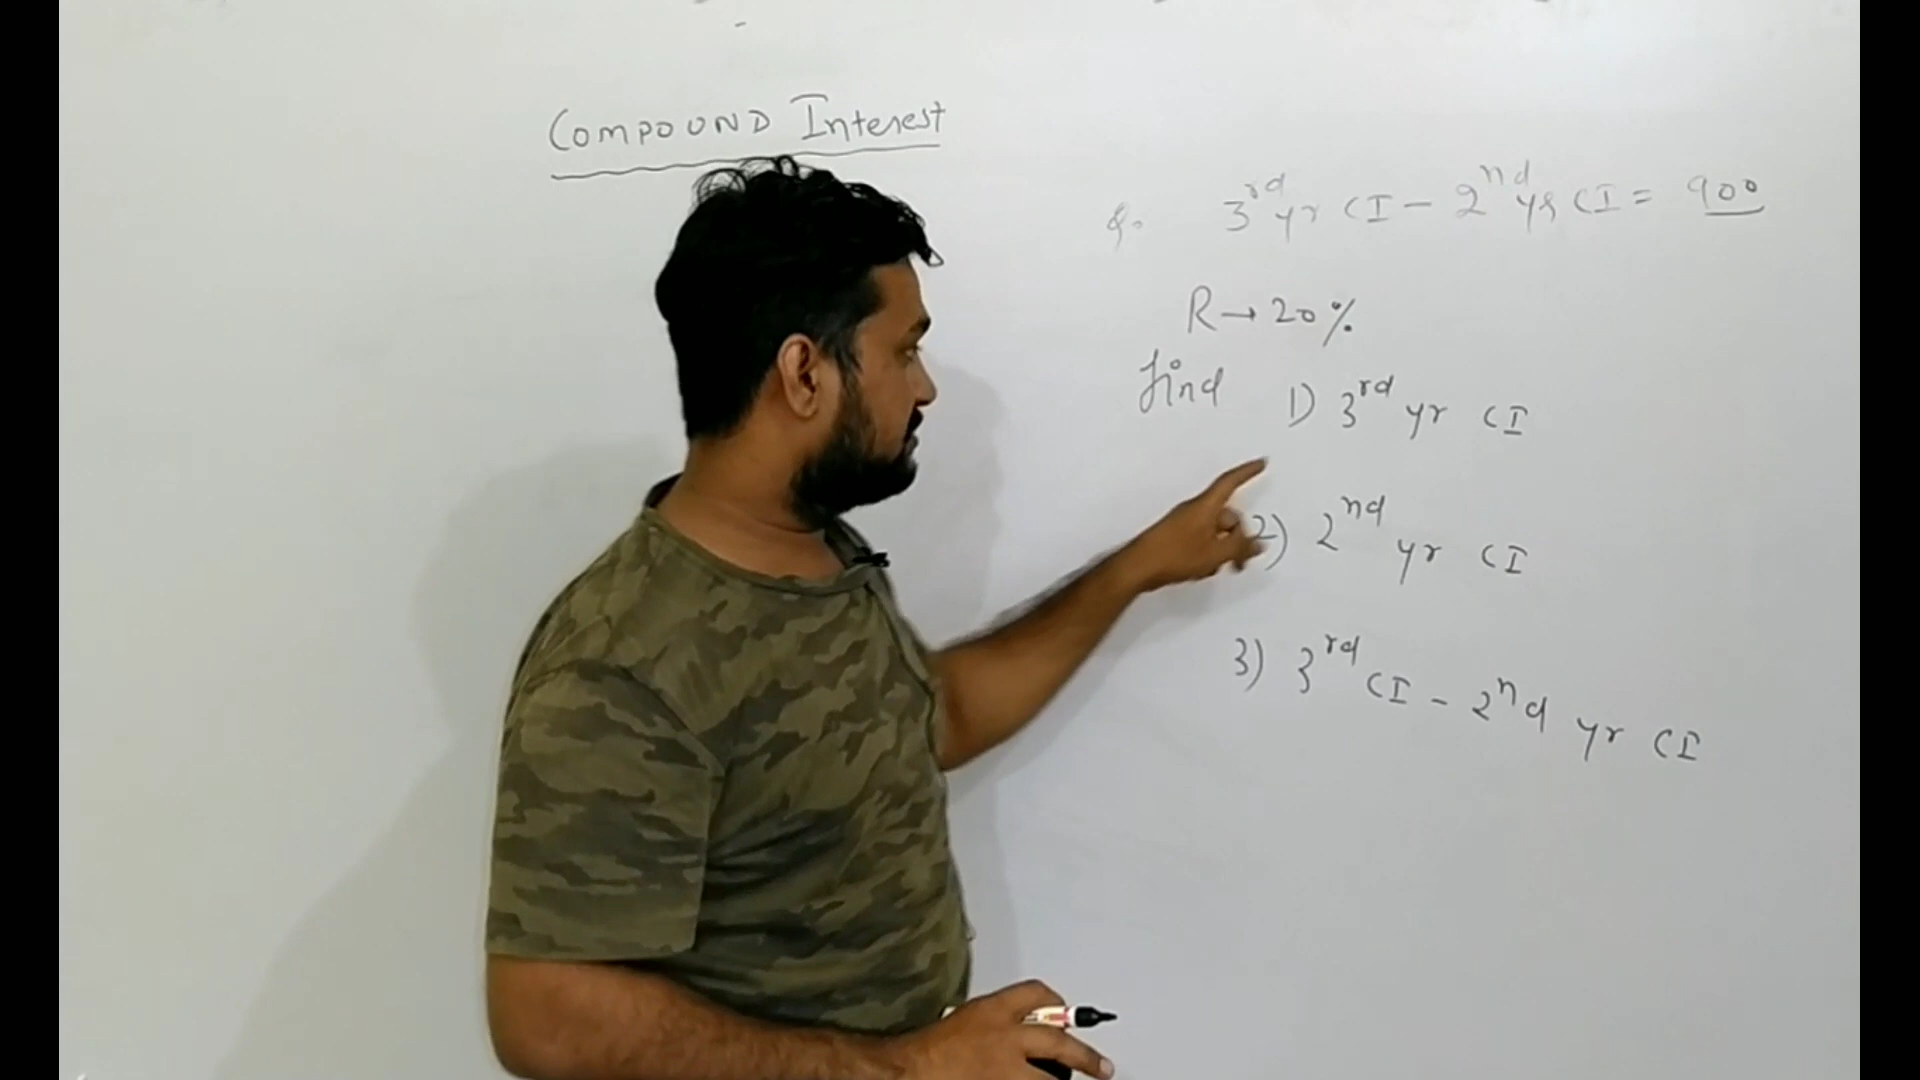 COMPOUND Interest
Q. 3rd yr CI - 2nd yr CI = 900
R → 20%
find 1) 3rd yr CI
2) 2nd yr CI
3) 3rd CI - 2nd yr CI